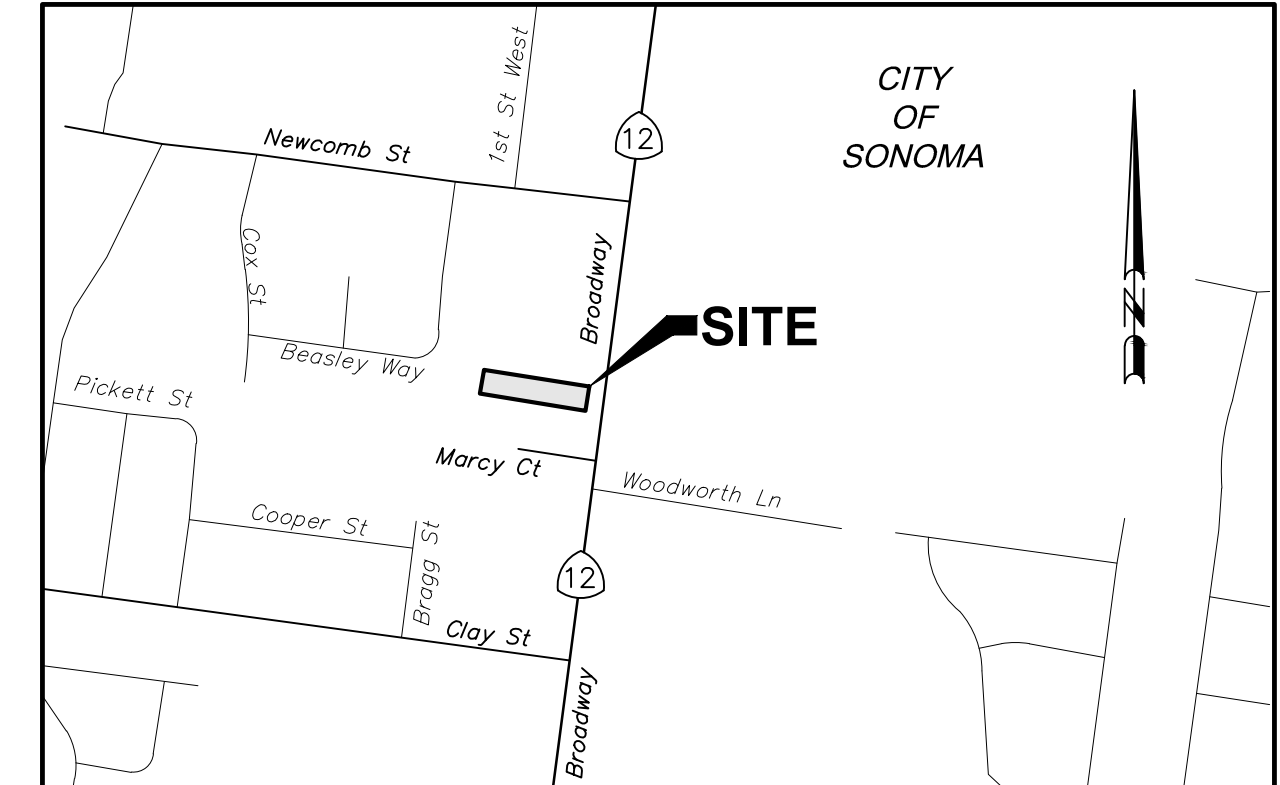 1st St West
CITY
OF
SONOMA
12
Newcomb St
Cox St
Broadway
SITE
N
Beasley Way
Pickett St
Marcy Ct
Woodworth Ln
Cooper St
Bragg St
12
Clay St
Broadway